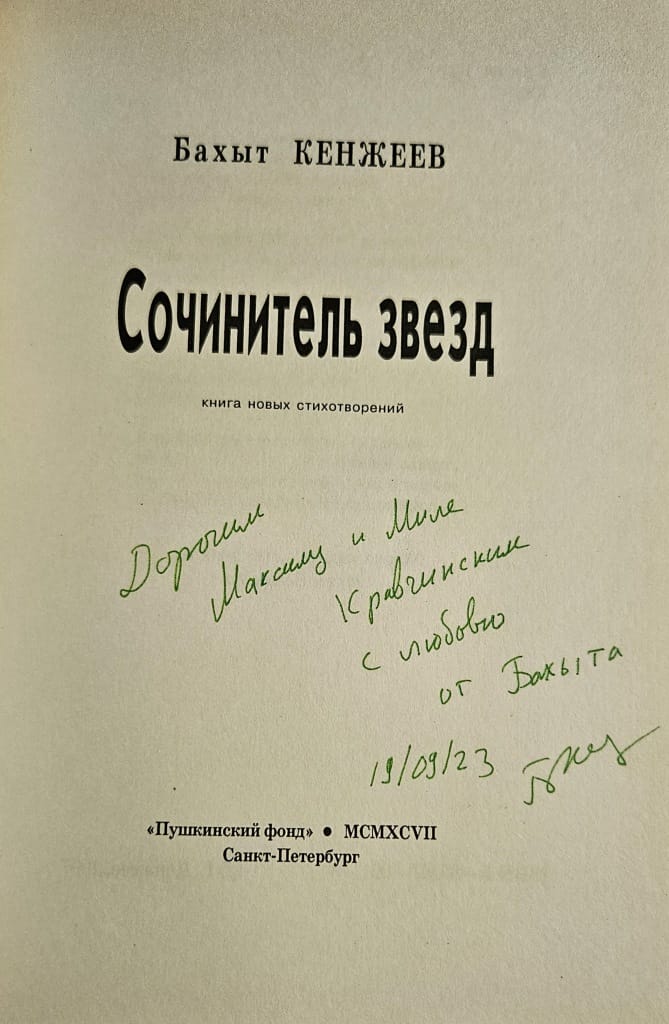 Бахыт КЕНЖЕЕВ
Сочинитель звезд
книга новых стихотворений
Дорогим
Максиму и Миле
Кравчинским
с любовью
от Бахыта
19/09/23
«Пушкинский фонд» ● MCMXCVII
Санкт-Петербург